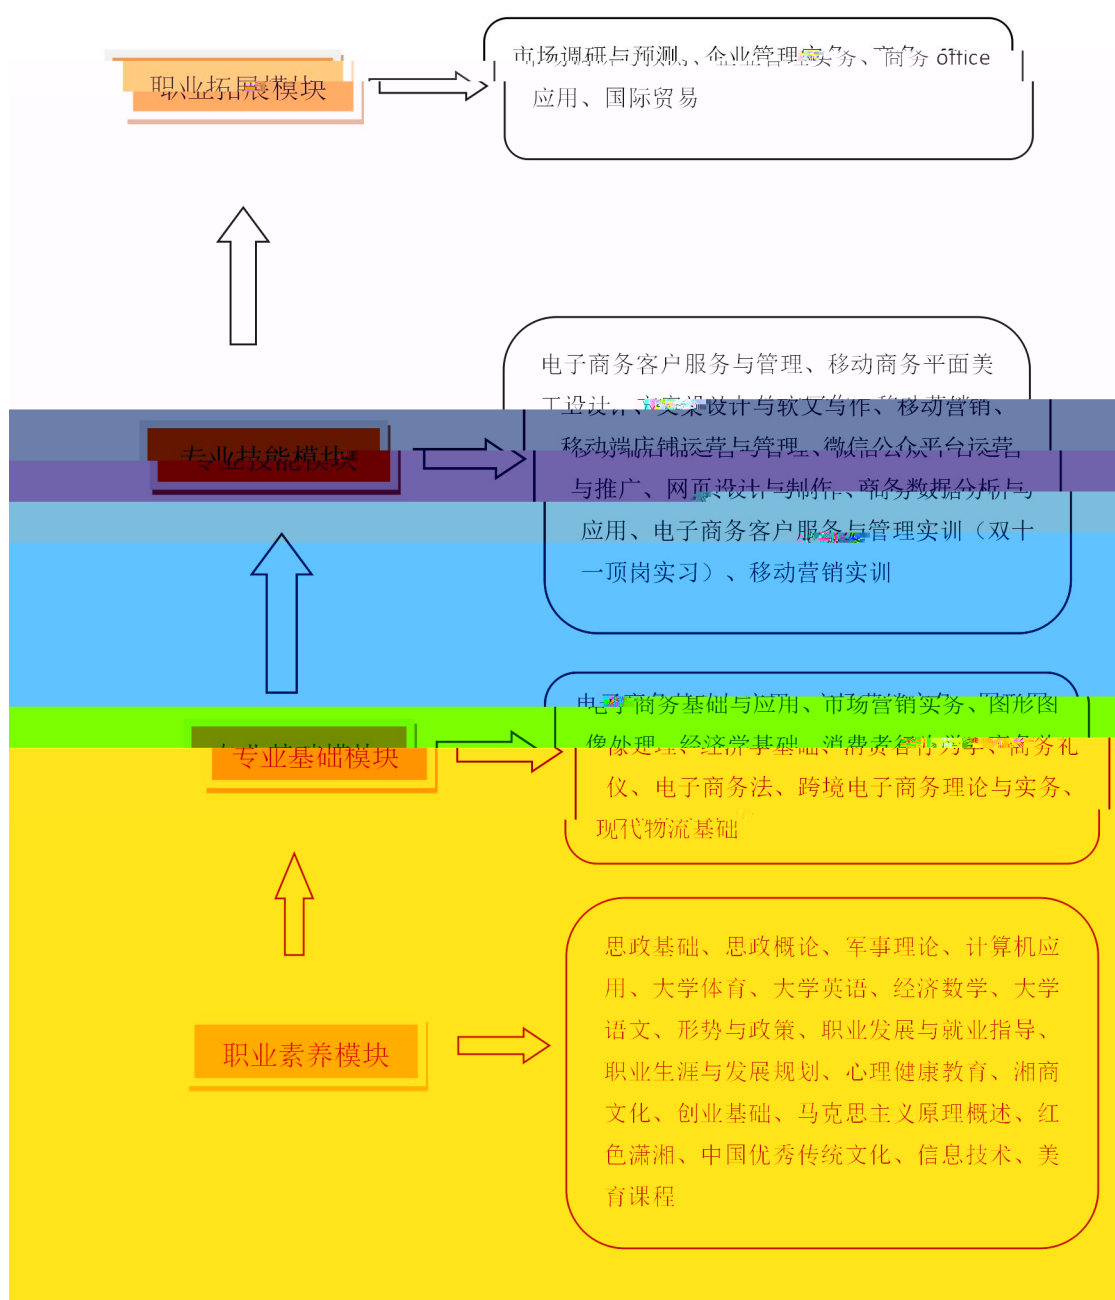 职业拓展模块
市场调研与预测、企业管理实务、商务 office
应用、国际贸易
电子商务客户服务与管理、移动商务平面美
工设计、文案设计与软文写作、移动营销、
专业技能模块
移动端店铺运营与管理、微信公众平台运营
与推广、网页设计与制作、商务数据分析与
应用、电子商务客户服务与管理实训（双十
一顶岗实习）、移动营销实训
电子商务基础与应用、市场营销实务、图形图
专业基础模块
像处理、经济学基础、消费者行为学、商务礼
仪、电子商务法、跨境电子商务理论与实务、
现代物流基础
思政基础、思政概论、军事理论、计算机应
用、大学体育、大学英语、经济数学、大学
语文、形势与政策、职业发展与就业指导、
职业素养模块
职业生涯与发展规划、心理健康教育、湘商
文化、创业基础、马克思主义原理概述、红
色潇湘、中国优秀传统文化、信息技术、美
育课程